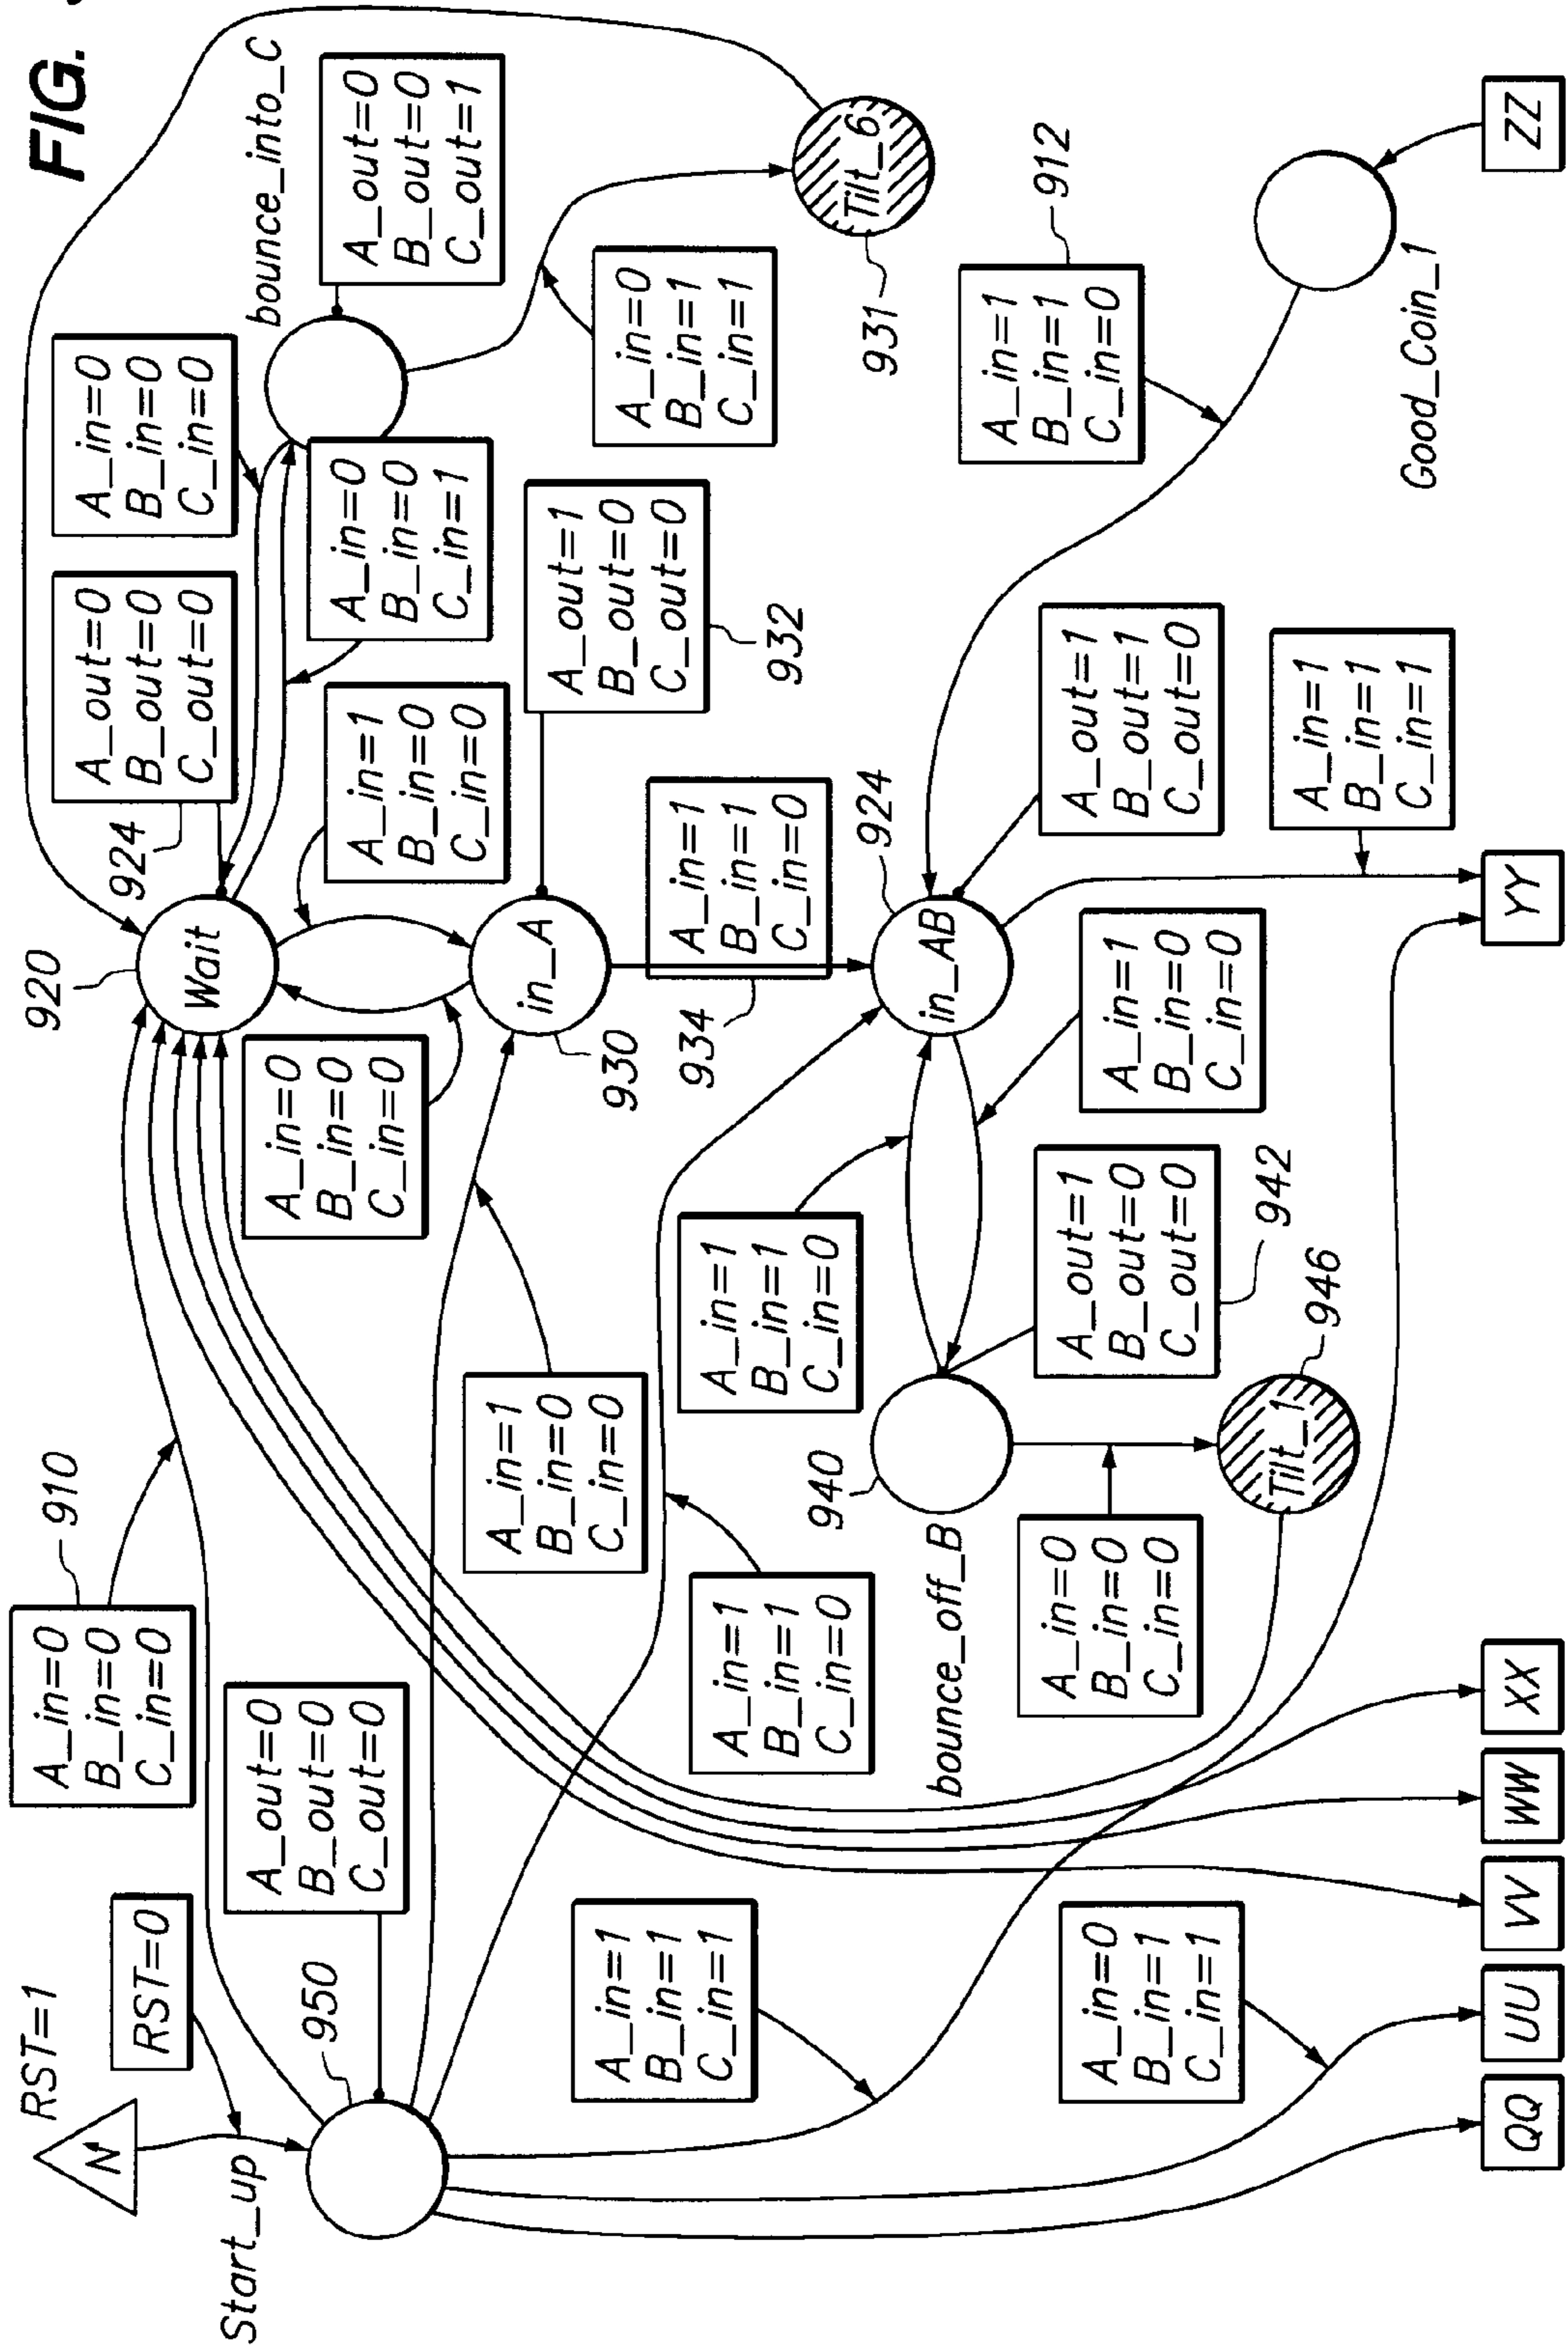 FIG.
RST=1
N
RST=0
Start_up
950
A_in=0
B_in=0
C_in=0
910
A_out=0
B_out=0
C_out=0
920
Wait
924
A_out=0
B_out=0
C_out=0
A_in=0
B_in=0
C_in=0
bounce_into_C
A_out=0
B_out=0
C_out=1
A_in=0
B_in=0
C_in=1
A_in=0
B_in=0
C_in=0
A_in=1
B_in=0
C_in=0
in_A
930
A_out=1
B_out=0
C_out=0
932
A_in=0
B_in=1
C_in=1
Tilt_6
931
A_in=1
B_in=0
C_in=0
A_in=1
B_in=1
C_in=0
934
A_in=1
B_in=1
C_in=0
A_in=1
B_in=1
C_in=0
in_AB
924
A_in=1
B_in=1
C_in=0
912
940
bounce_off_B
A_out=1
B_out=0
C_out=0
942
A_in=1
B_in=0
C_in=0
A_out=1
B_out=1
C_out=0
A_in=1
B_in=1
C_in=1
A_in=0
B_in=0
C_in=0
Tilt_1
946
A_in=1
B_in=1
C_in=1
A_in=0
B_in=1
C_in=1
Good_Coin_1
QQ
UU
VV
WW
XX
YY
ZZ